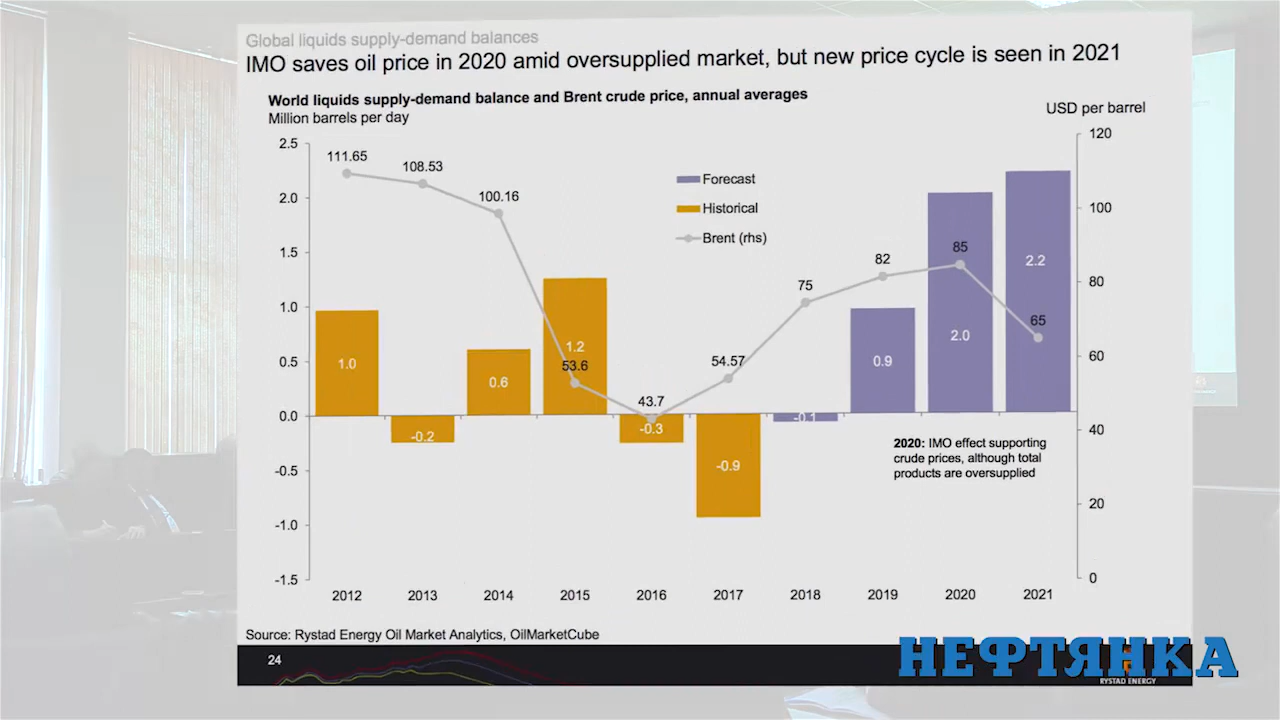 Global liquids supply-demand balances
IMO saves oil price in 2020 amid oversupplied market, but new price cycle is seen in 2021
World liquids supply-demand balance and Brent crude price, annual averages
Million barrels per day
USD per barrel
2.5
2.0
1.5
1.0
0.5
0.0
-0.5
-1.0
-1.5
120
100
80
60
40
20
0
Forecast
Historical
Brent (rhs)
111.65
108.53
100.16
53.6
43.7
54.57
75
82
85
65
1.0
-0.2
0.6
1.2
-0.3
-0.9
-0.1
0.9
2.0
2.2
2020: IMO effect supporting
crude prices, although total
products are oversupplied
2012 2013 2014 2015 2016 2017 2018 2019 2020 2021
Source: Rystad Energy Oil Market Analytics, OilMarketCube
24
НЕФТЯНКА
RYSTAD ENERGY